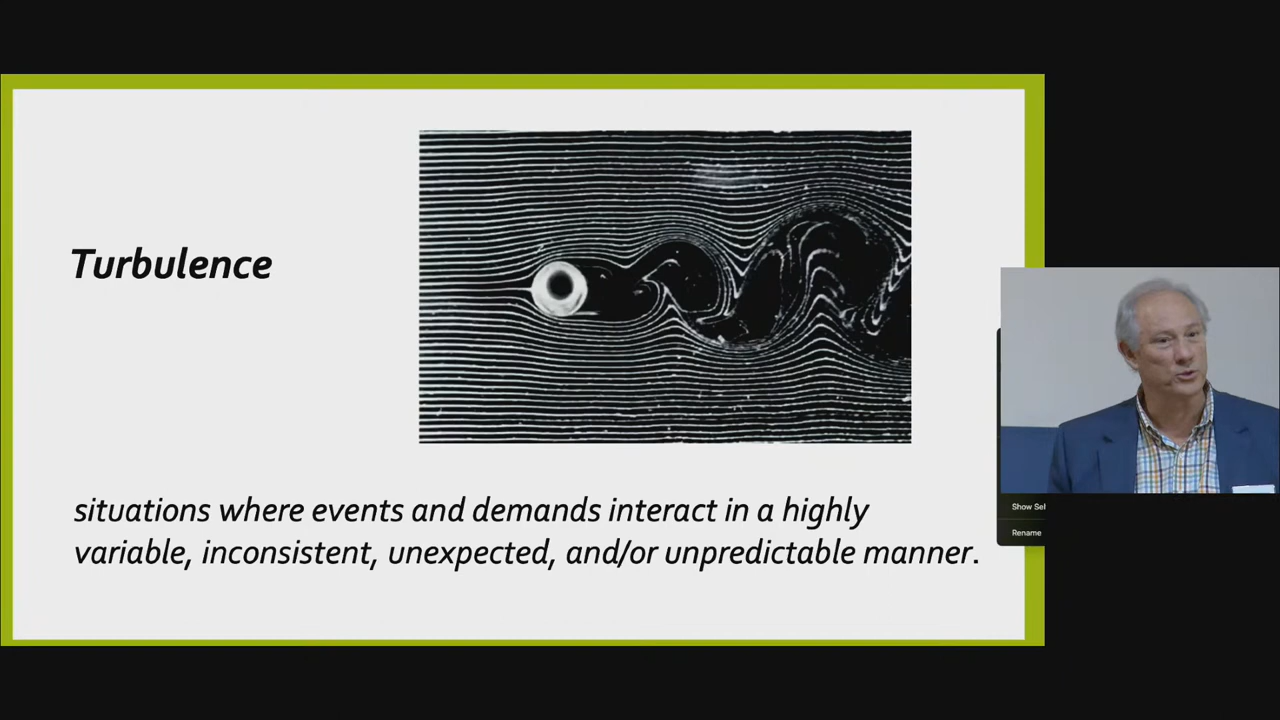 Turbulence
situations where events and demands interact in a highly
variable, inconsistent, unexpected, and/or unpredictable manner.
Show Sel
Rename